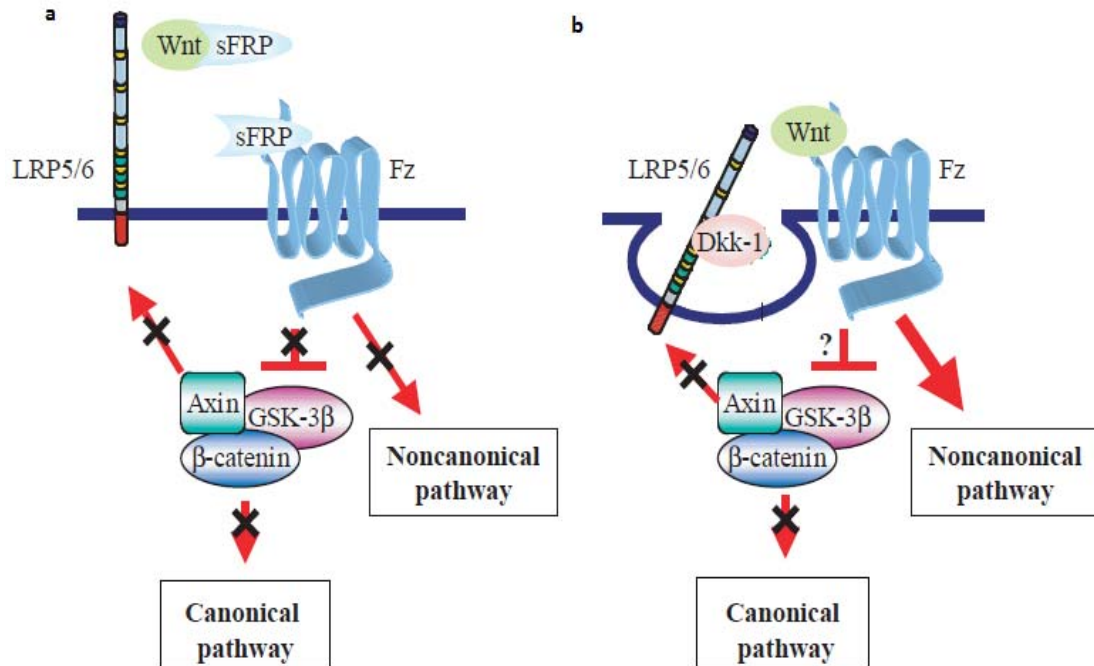 a
Wnt sFRP
sFRP
LRP5/6
Fz
Axin
GSK-3β
β-catenin
Noncanonical
pathway
Canonical
pathway
b
Wnt
LRP5/6
Fz
Dkk-1
?
Axin
GSK-3β
β-catenin
Noncanonical
pathway
Canonical
pathway